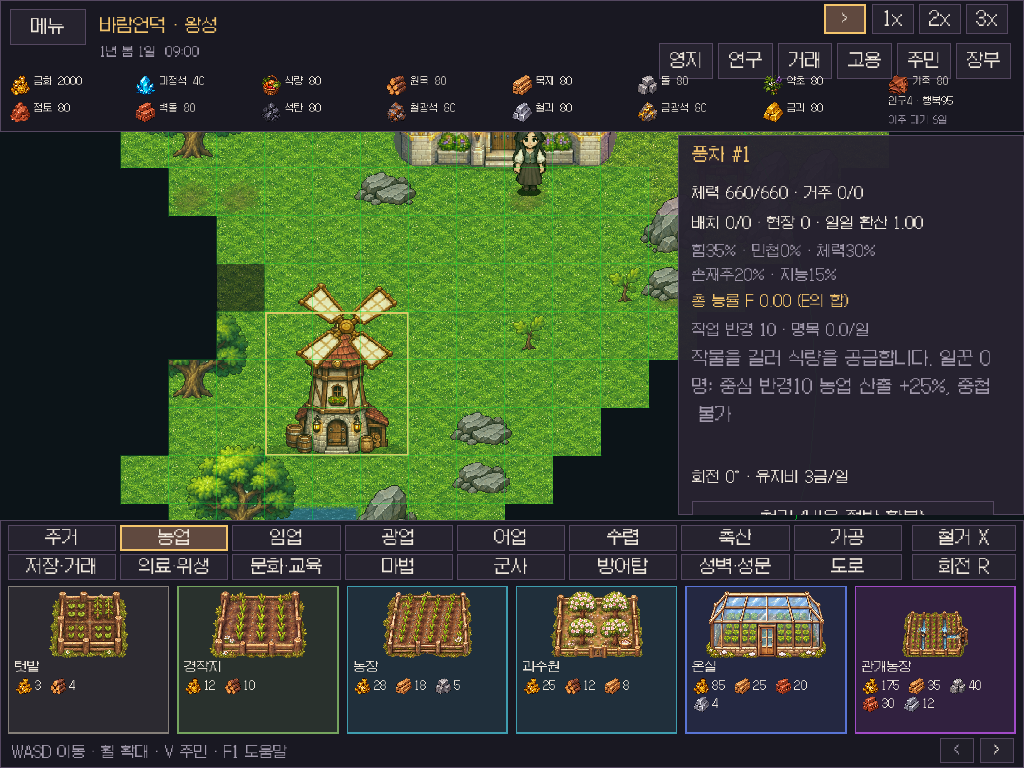 메뉴
바람언덕 · 왕성
1년 봄 1일 09:00
> 1x 2x 3x
영지 연구 거래 고용 주민 장부
금화 2000 마정석 40 식량 80 원목 80 목재 80 돌 80 약초 80 가죽 80
점토 80 벽돌 80 석탄 80 철광석 60 철괴 80 금광석 60 금괴 80
인구4 · 행복95
이주 대기 6일
풍차 #1
체력 660/660 · 거주 0/0
배치 0/0 · 현장 0 · 일일 환산 1.00
힘35% · 민첩0% · 체력30%
손재주20% · 지능15%
총 능률 F 0.00 (E의 합)
작업 반경 10 · 명목 0.0/일
작물을 길러 식량을 공급합니다. 일꾼 0
명: 중심 반경10 농업 산출 +25%, 중첩
불가
회전 0° · 유지비 3금/일
주거 농업 임업 광업 어업 수렵 축산 가공 철거 X
저장·거래 의료·위생 문화·교육 마법 군사 방어탑 성벽·성문 도로 회전 R
텃밭
3 4
경작지
12 10
농장
28 18 5
과수원
25 12 8
온실
85 25 20
4
관개농장
175 35 40
30 12
WASD 이동 · 휠 확대 · V 주민 · F1 도움말
< >